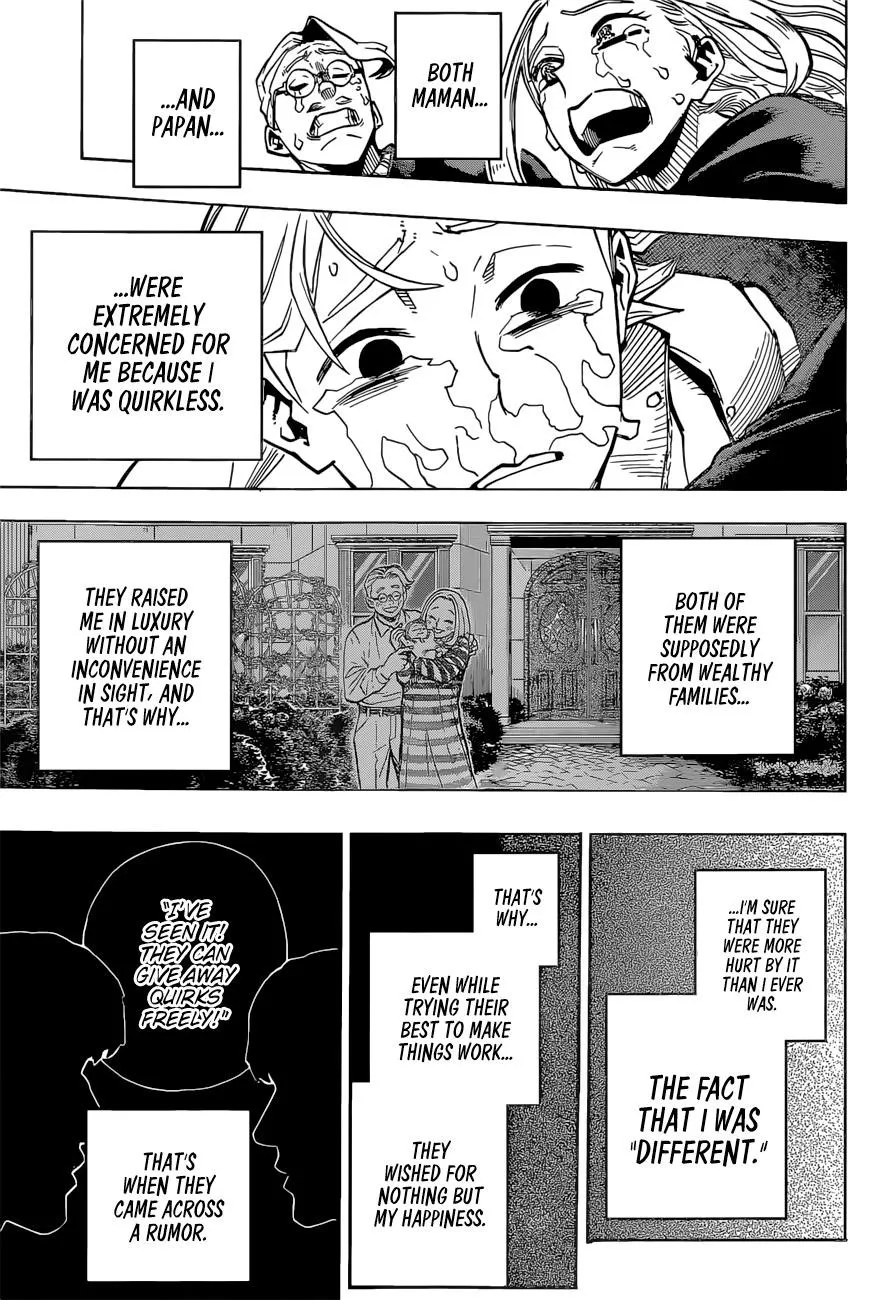 BOTH
MAMAN...
...AND
PAPAN...
...WERE
EXTREMELY
CONCERNED FOR
ME BECAUSE I
WAS QUIRKLESS.
BOTH OF
THEM WERE
SUPPOSEDLY
FROM WEALTHY
FAMILIES...
THEY RAISED
ME IN LUXURY
WITHOUT AN
INCONVENIENCE
IN SIGHT, AND
THAT'S WHY...
...I'M SURE
THAT THEY
WERE MORE
HURT BY IT
THAN I EVER
WAS.
THE FACT
THAT I WAS
"DIFFERENT."
THAT'S
WHY...
EVEN WHILE
TRYING THEIR
BEST TO MAKE
THINGS WORK...
THEY
WISHED FOR
NOTHING BUT
MY HAPPINESS.
"I'VE
SEEN IT!
THEY CAN
GIVE AWAY
QUIRKS
FREELY!"
THAT'S
WHEN THEY
CAME ACROSS
A RUMOR.